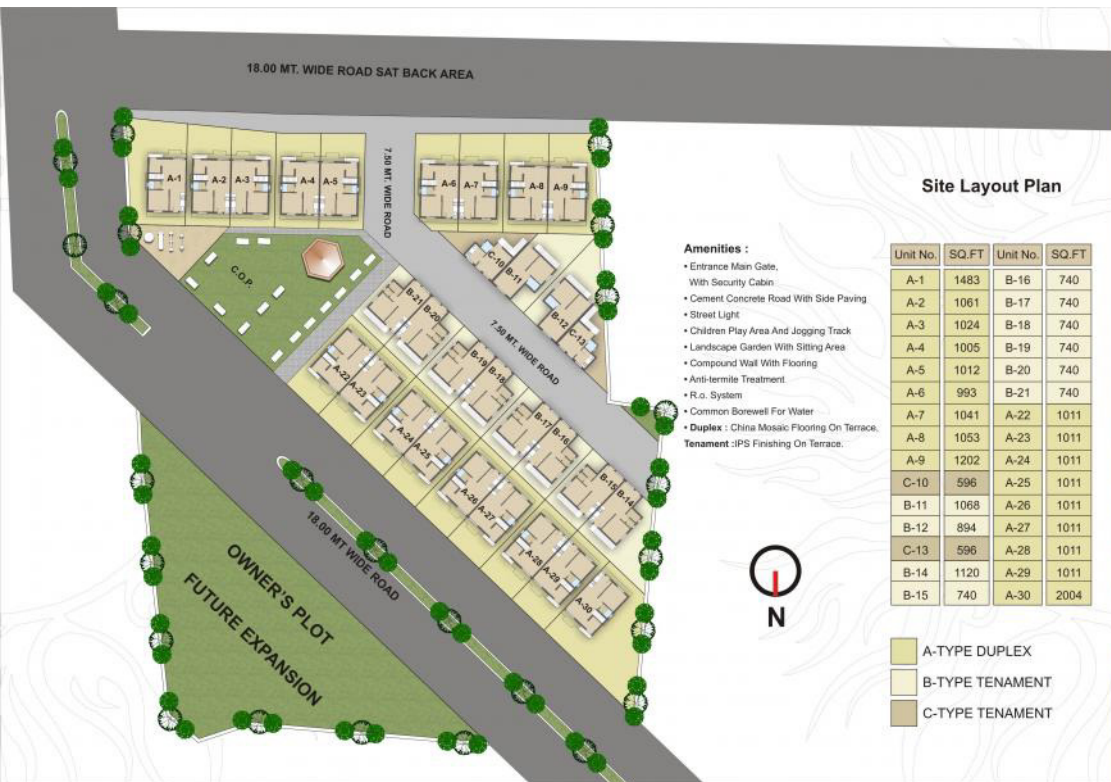 18.00 MT. WIDE ROAD SAT BACK AREA
7.50 MT. WIDE ROAD
A-1
A-2
A-3
A-4
A-5
A-6
A-7
A-8
A-9
C-10
B-11
B-12
C-13
C.O.P.
7.50 MT. WIDE ROAD
B-21
B-20
B-19
B-18
B-17
B-16
B-15
B-14
A-22
A-23
A-24
A-25
A-26
A-27
A-28
A-29
A-30
18.00 MT WIDE ROAD
OWNER'S PLOT
FUTURE EXPANSION
Site Layout Plan
Amenities :
• Entrance Main Gate,
With Security Cabin
• Cement Concrete Road With Side Paving
• Street Light
• Children Play Area And Jogging Track
• Landscape Garden With Sitting Area
• Compound Wall With Flooring
• Anti-termite Treatment
• R.o. System
• Common Borewell For Water
• Duplex : China Mosaic Flooring On Terrace,
Tenament :IPS Finishing On Terrace.
N
Unit No. SQ.FT Unit No. SQ.FT
A-1 1483 B-16 740
A-2 1061 B-17 740
A-3 1024 B-18 740
A-4 1005 B-19 740
A-5 1012 B-20 740
A-6 993 B-21 740
A-7 1041 A-22 1011
A-8 1053 A-23 1011
A-9 1202 A-24 1011
C-10 596 A-25 1011
B-11 1068 A-26 1011
B-12 894 A-27 1011
C-13 596 A-28 1011
B-14 1120 A-29 1011
B-15 740 A-30 2004
A-TYPE DUPLEX
B-TYPE TENAMENT
C-TYPE TENAMENT